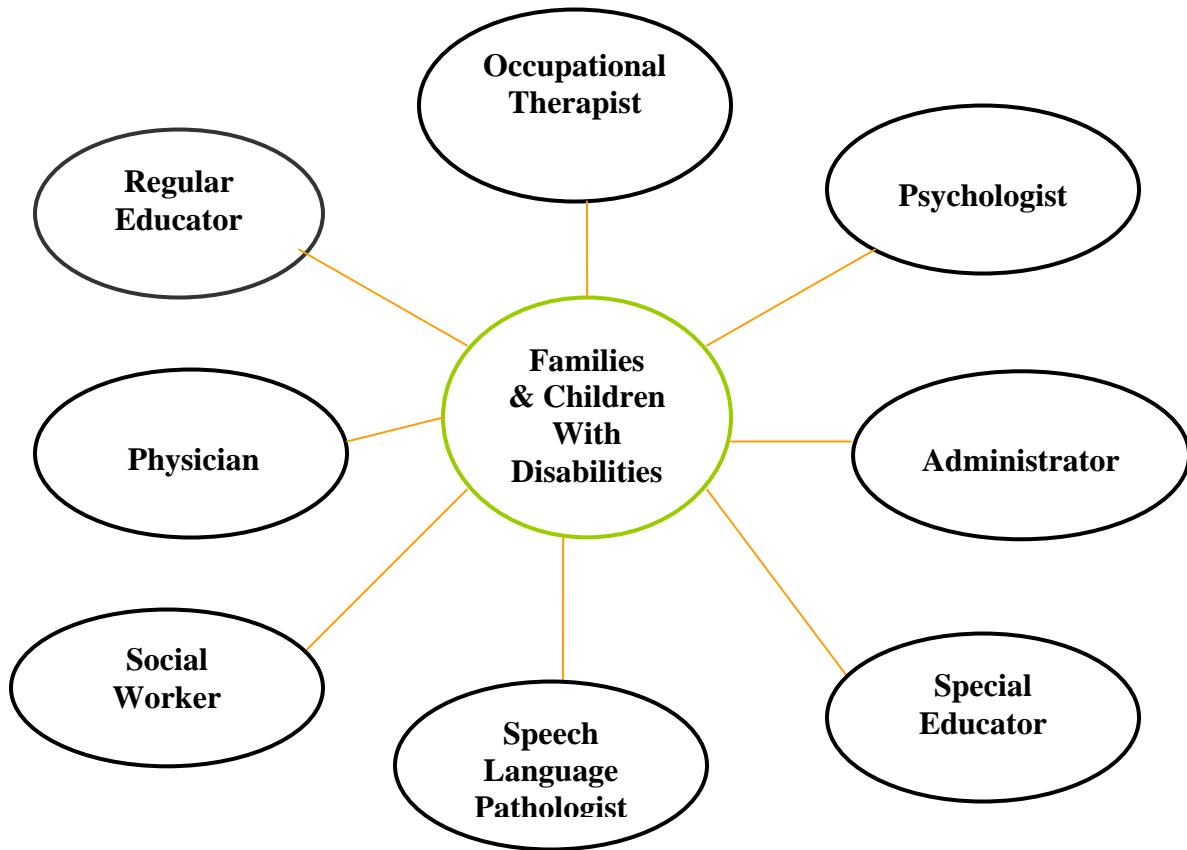 Occupational
Therapist
Regular
Educator
Psychologist
Families
& Children
With
Disabilities
Physician
Administrator
Social
Worker
Special
Educator
Speech
Language
Pathologist